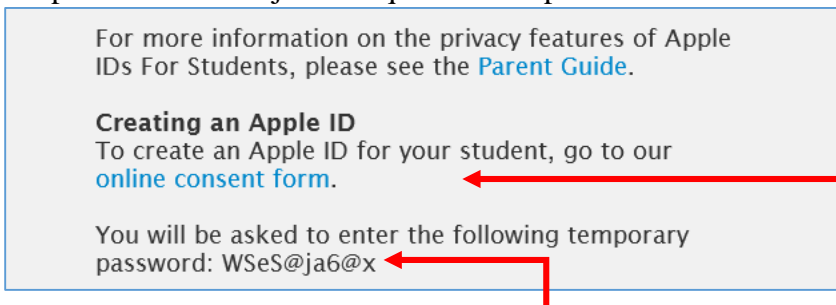 For more information on the privacy features of Apple
IDs For Students, please see the Parent Guide.
Creating an Apple ID
To create an Apple ID for your student, go to our
online consent form.
You will be asked to enter the following temporary
password: WSeS@ja6@x